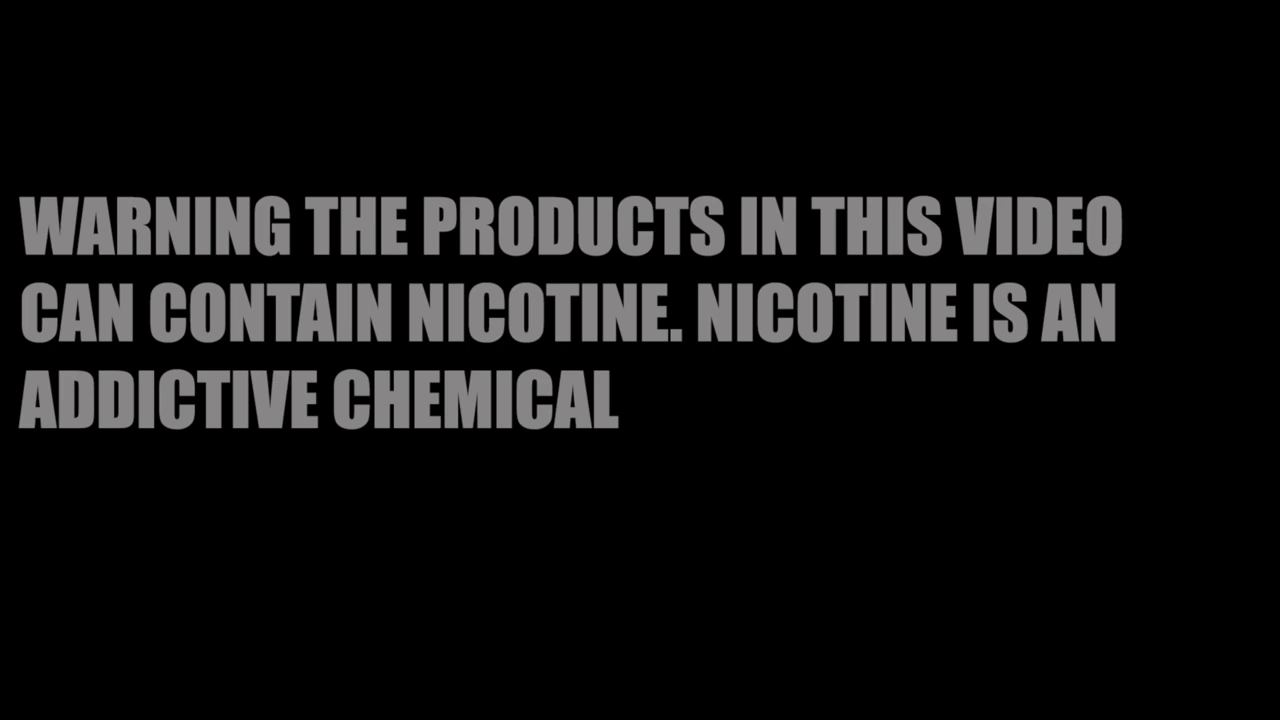 WARNING THE PRODUCTS IN THIS VIDEO
CAN CONTAIN NICOTINE. NICOTINE IS AN
ADDICTIVE CHEMICAL